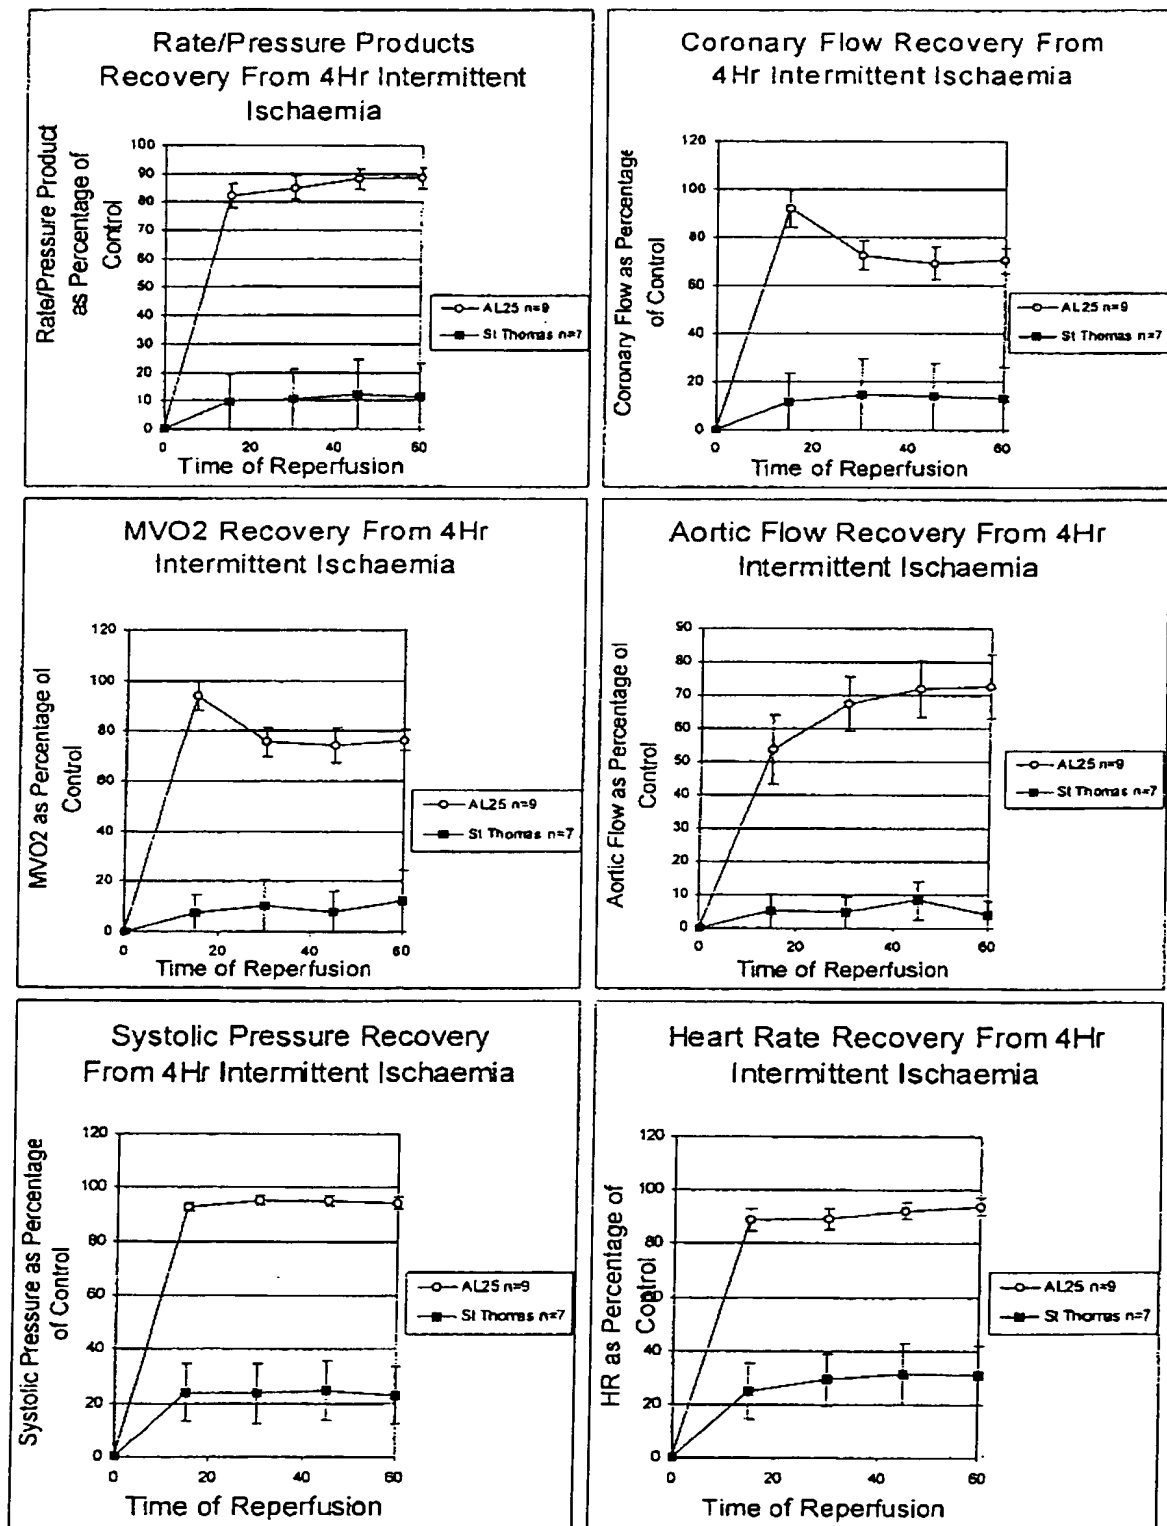 Rate/Pressure Products
Recovery From 4Hr Intermittent
Ischaemia
Rate/Pressure Product
as Percentage of
Control
100
90
80
70
60
50
40
30
20
10
0
0 20 40 60
Time of Reperfusion
AL25 n=9
St Thomas n=7
Coronary Flow Recovery From
4Hr Intermittent Ischaemia
Coronary Flow as Percentage
of Control
120
100
80
60
40
20
0
0 20 40 60
Time of Reperfusion
AL25 n=9
St Thomas n=7
MVO2 Recovery From 4Hr
Intermittent Ischaemia
MVO2 as Percentage of
Control
120
100
80
60
40
20
0
0 20 40 60
Time of Reperfusion
AL25 n=9
St Thomas n=7
Aortic Flow Recovery From 4Hr
Intermittent Ischaemia
Aortic Flow as Percentage of
Control
90
80
70
60
50
40
30
20
10
0
0 20 40 60
Time of Reperfusion
AL25 n=9
St Thomas n=7
Systolic Pressure Recovery
From 4Hr Intermittent Ischaemia
Systolic Pressure as Percentage
of Control
120
100
80
60
40
20
0
0 20 40 60
Time of Reperfusion
AL25 n=9
St Thomas n=7
Heart Rate Recovery From 4Hr
Intermittent Ischaemia
HR as Percentage of
Control
120
100
80
60
40
20
0
0 20 40 60
Time of Reperfusion
AL25 n=9
St Thomas n=7